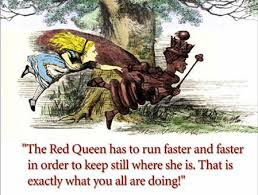 "The Red Queen has to run faster and faster
in order to keep still where she is. That is
exactly what you all are doing!"